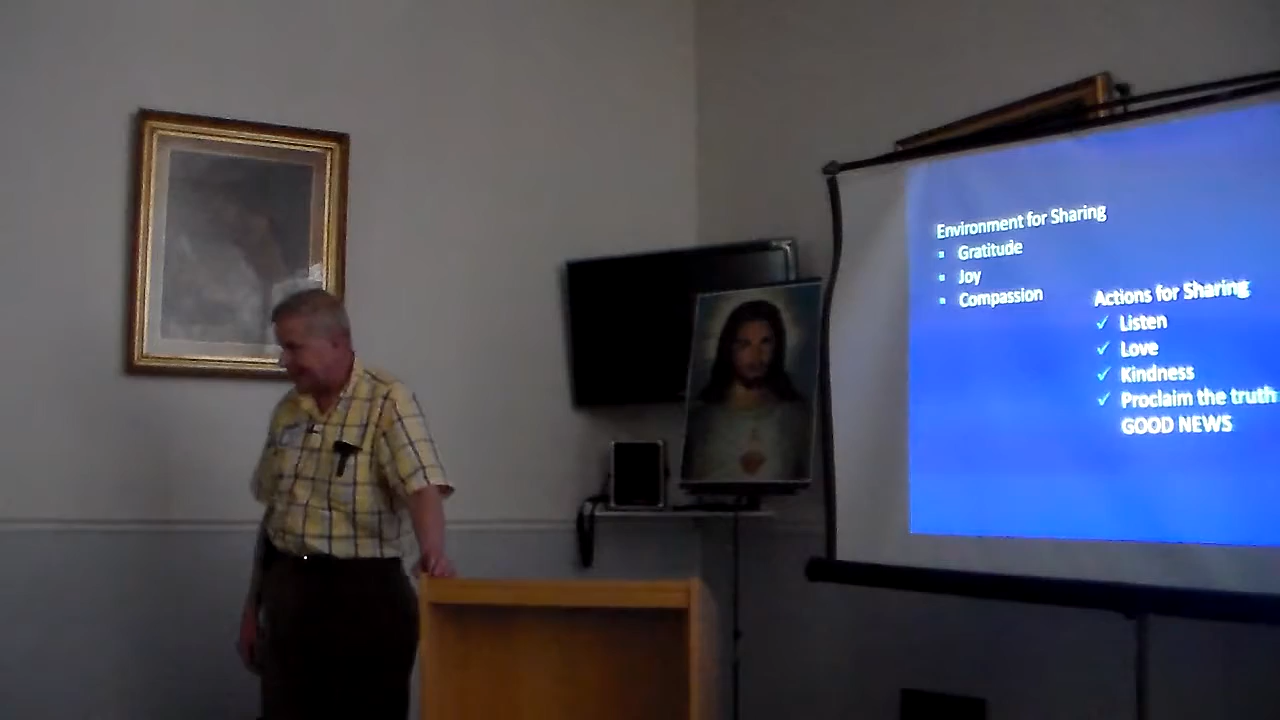 Environment for Sharing
Gratitude
Joy
Compassion
Actions for Sharing
Listen
Love
Kindness
Proclaim the truth
GOOD NEWS